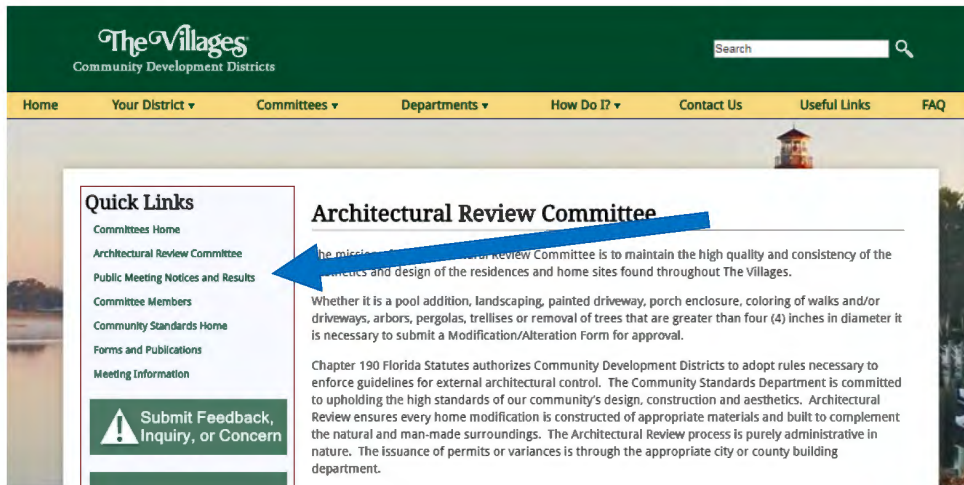 The Villages
Community Development Districts
Search
Home Your District ▾ Committees ▾ Departments ▾ How Do I? ▾ Contact Us Useful Links FAQ
Quick Links
Committees Home
Architectural Review Committee
Public Meeting Notices and Results
Committee Members
Community Standards Home
Forms and Publications
Meeting Information
Submit Feedback,
Inquiry, or Concern
Architectural Review Committee
Review Committee is to maintain the high quality and consistency of the
and design of the residences and home sites found throughout The Villages.
Whether it is a pool addition, landscaping, painted driveway, porch enclosure, coloring of walks and/or
driveways, arbors, pergolas, trellises or removal of trees that are greater than four (4) inches in diameter it
is necessary to submit a Modification/Alteration Form for approval.
Chapter 190 Florida Statutes authorizes Community Development Districts to adopt rules necessary to
enforce guidelines for external architectural control. The Community Standards Department is committed
to upholding the high standards of our community's design, construction and aesthetics. Architectural
Review ensures every home modification is constructed of appropriate materials and built to complement
the natural and man-made surroundings. The Architectural Review process is purely administrative in
nature. The issuance of permits or variances is through the appropriate city or county building
department.